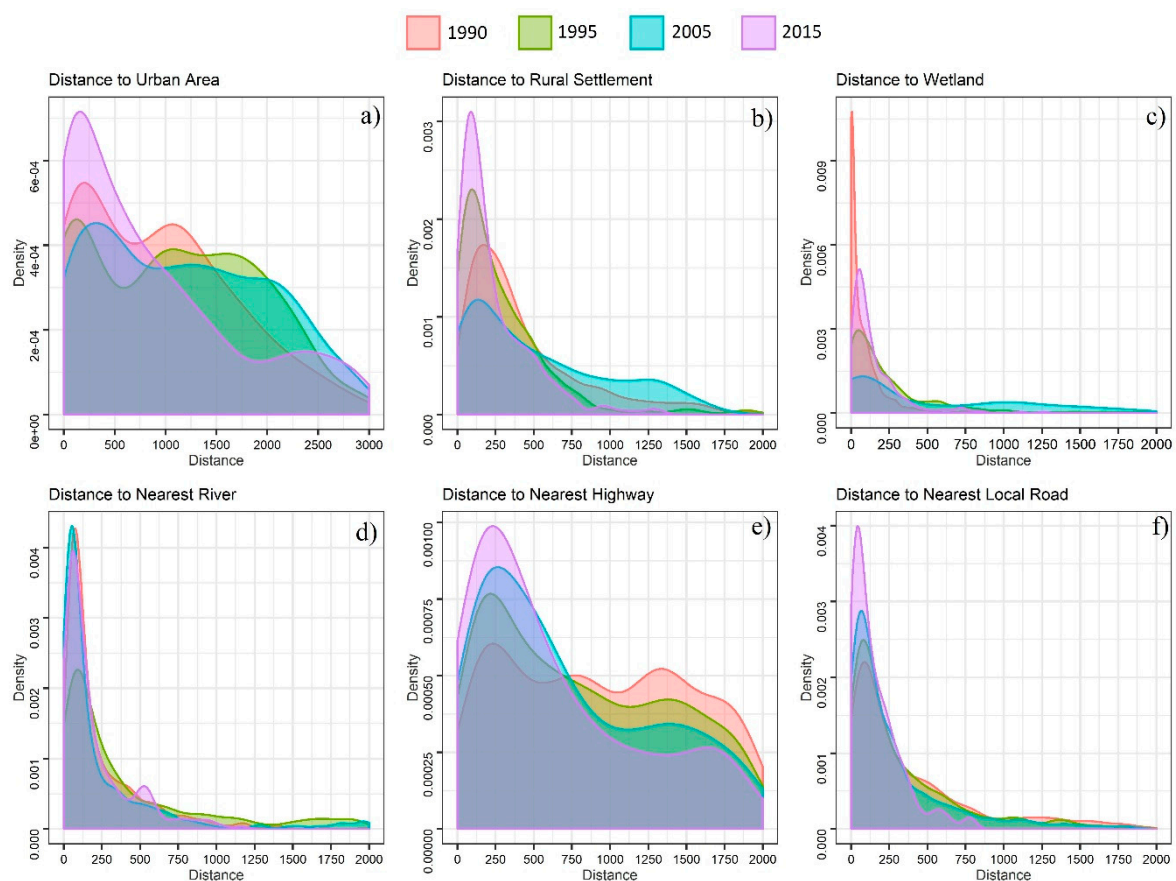 1990 1995 2005 2015
Distance to Urban Area
a)
Density
0e+00 2e-04 4e-04 6e-04
0 500 1000 1500 2000 2500 3000
Distance
Distance to Rural Settlement
b)
Density
0.000 0.001 0.002 0.003
0 250 500 750 1000 1250 1500 1750 2000
Distance
Distance to Wetland
c)
Density
0.000 0.003 0.006 0.009
0 250 500 750 1000 1250 1500 1750 2000
Distance
Distance to Nearest River
d)
Density
0.000 0.001 0.002 0.003 0.004
0 250 500 750 1000 1250 1500 1750 2000
Distance
Distance to Nearest Highway
e)
Density
0.00000 0.00025 0.00050 0.00075 0.00100
0 250 500 750 1000 1250 1500 1750 2000
Distance
Distance to Nearest Local Road
f)
Density
0.000 0.001 0.002 0.003 0.004
0 250 500 750 1000 1250 1500 1750 2000
Distance